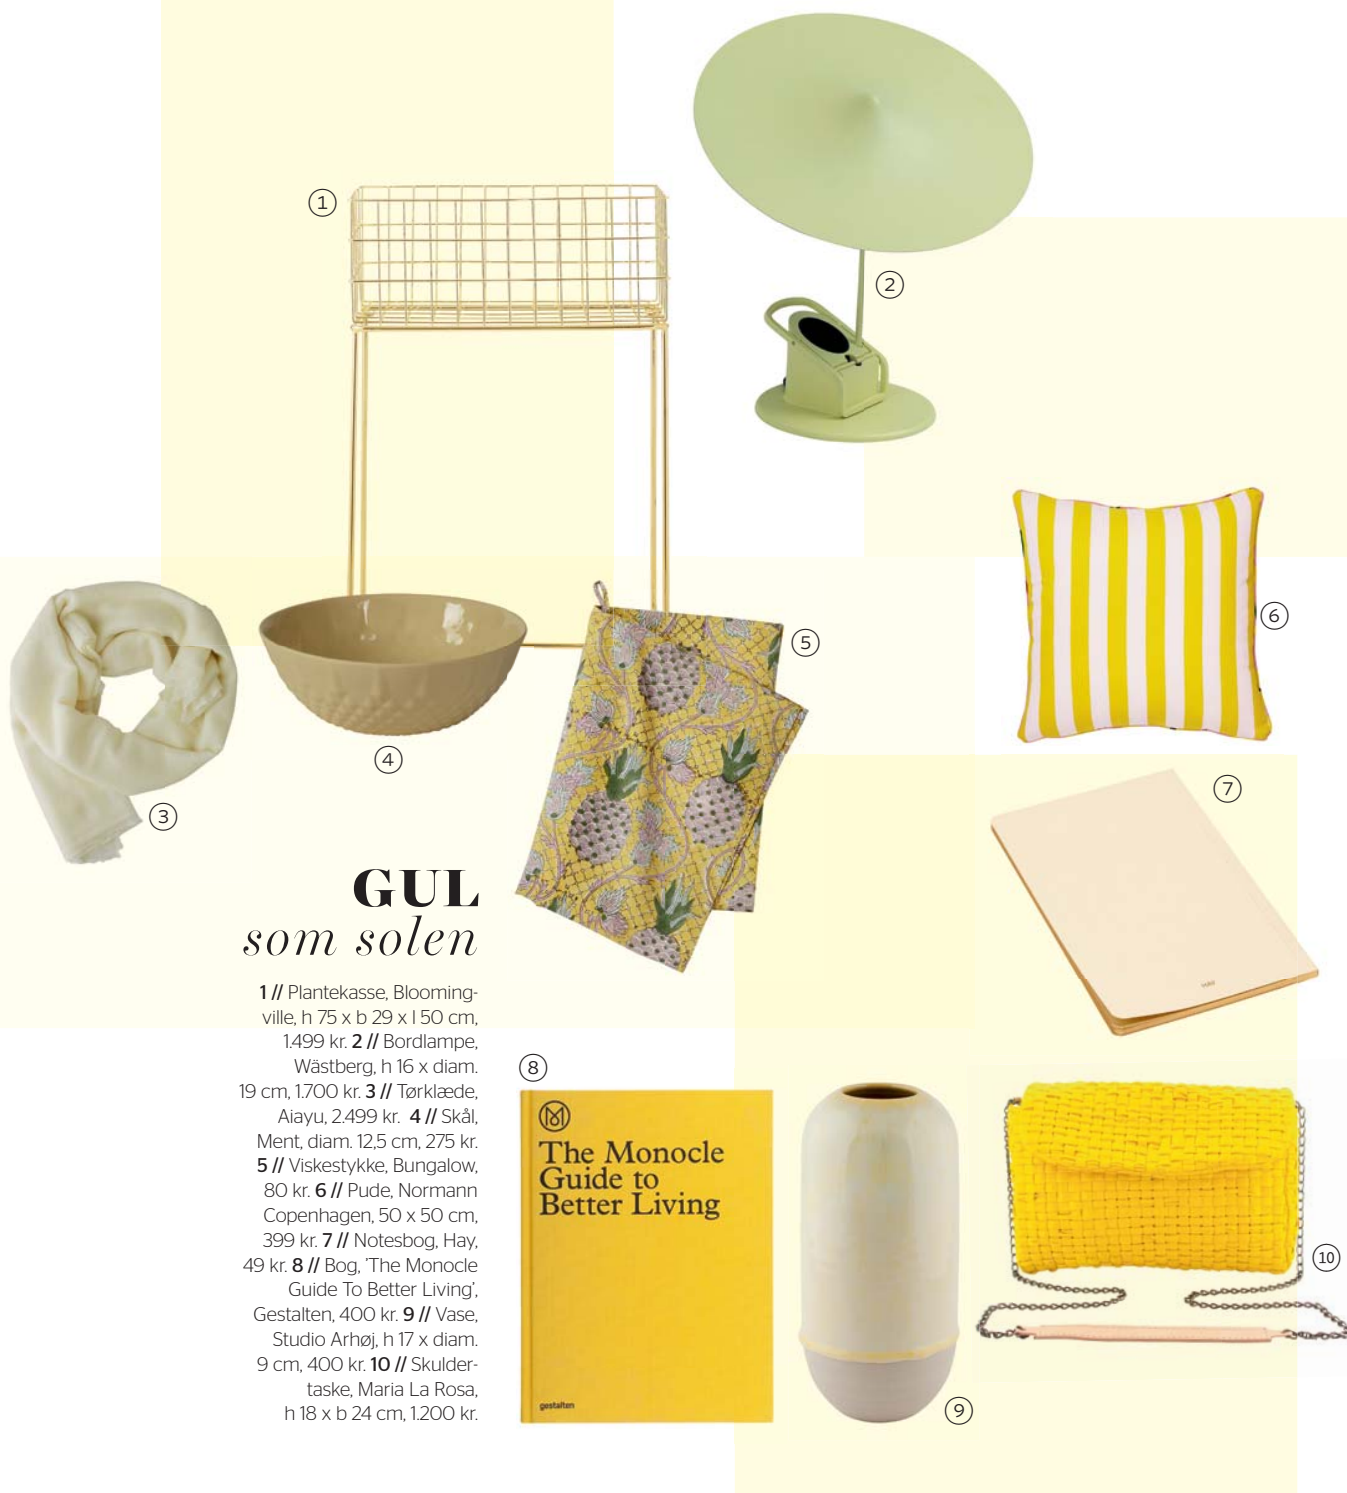 1
2
3
4
5
6
7
GUL
som solen
1 // Plantekasse, Blooming-
ville, h 75 x b 29 x l 50 cm,
1.499 kr. 2 // Bordlampe,
Wästberg, h 16 x diam.
19 cm, 1.700 kr. 3 // Tørklæde,
Aiayu, 2.499 kr. 4 // Skål,
Ment, diam. 12,5 cm, 275 kr.
5 // Viskestykke, Bungalow,
80 kr. 6 // Pude, Normann
Copenhagen, 50 x 50 cm,
399 kr. 7 // Notesbog, Hay,
49 kr. 8 // Bog, 'The Monocle
Guide To Better Living',
Gestalten, 400 kr. 9 // Vase,
Studio Arhøj, h 17 x diam.
9 cm, 400 kr. 10 // Skulder-
taske, Maria La Rosa,
h 18 x b 24 cm, 1.200 kr.
8
M
The Monocle
Guide to
Better Living
gestalten
9
10